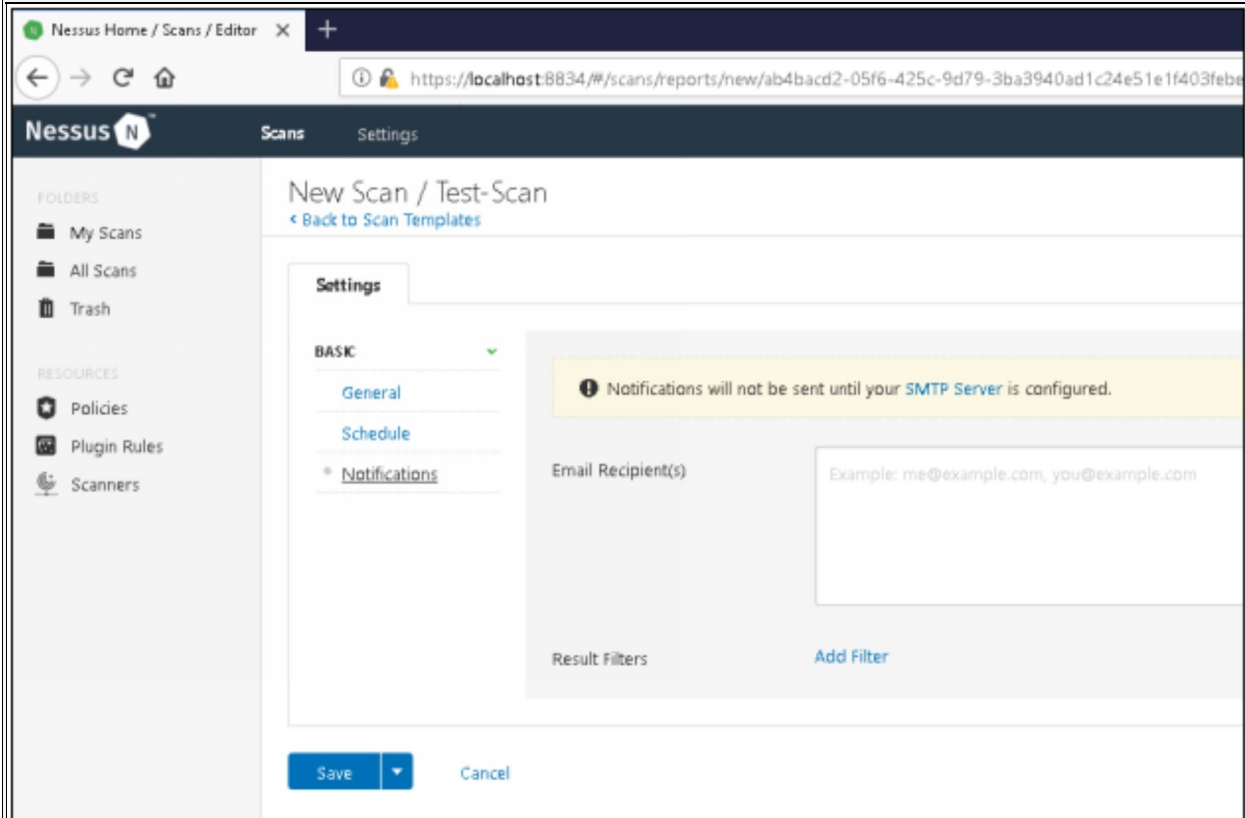 Nessus Home / Scans / Editor
https://localhost:8834/#/scans/reports/new/ab4bacd2-05f6-425c-9d79-3ba3940ad1c24e51e1f403febe
Nessus N
Scans Settings
FOLDERS
My Scans
All Scans
Trash
RESOURCES
Policies
Plugin Rules
Scanners
New Scan / Test-Scan
Back to Scan Templates
Settings
BASIC
General
Schedule
Notifications
Notifications will not be sent until your SMTP Server is configured.
Email Recipient(s)
Example: me@example.com, you@example.com
Result Filters
Add Filter
Save
Cancel